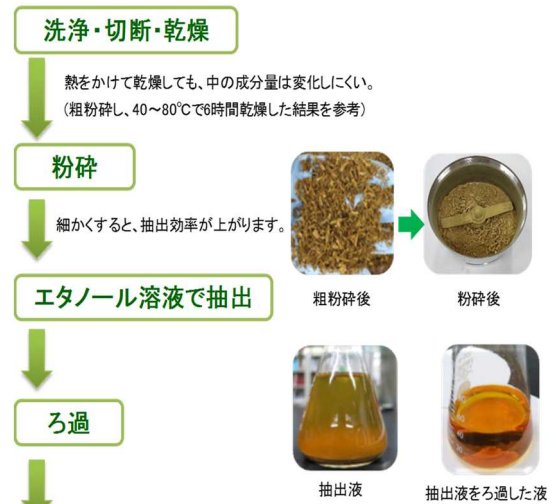 洗浄・切断・乾燥
熱をかけて乾燥しても、中の成分量は変化しにくい。
(粗粉砕し、40~80℃で6時間乾燥した結果を参考)
粉砕
細かくすると、抽出効率が上がります。
エタノール溶液で抽出
粗粉砕後
粉砕後
ろ過
抽出液
抽出液をろ過した液